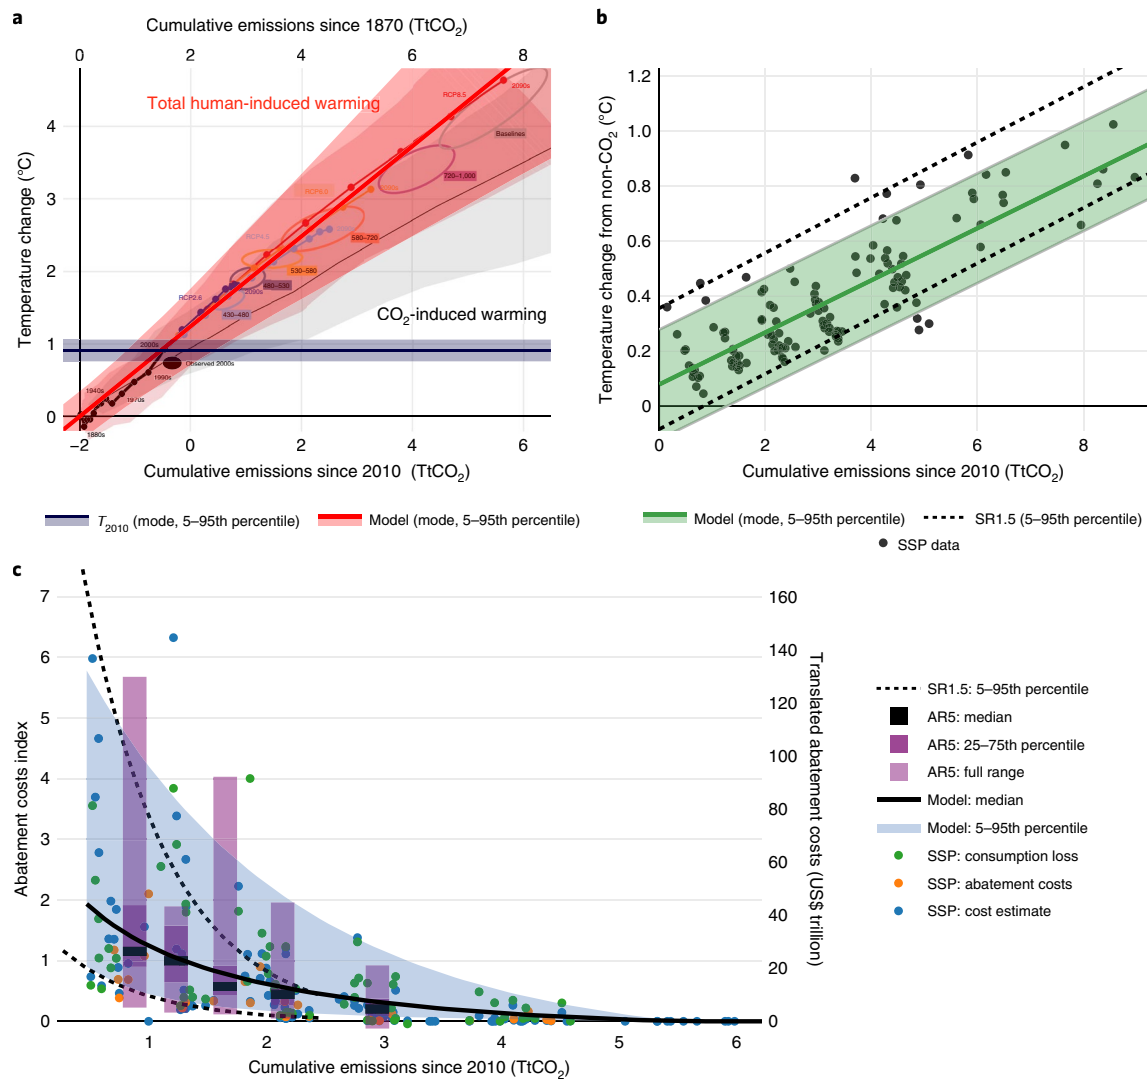 a
Cumulative emissions since 1870 (TtCO2)
0 2 4 6 8
Total human-induced warming
RCP8.5
2090s
Baselines
720–1,000
RCP6.0
580–720
RCP4.5
530–580
480–530
2090s
RCP2.6
430–480
CO2-induced warming
2000s
Observed 2000s
1990s
1940s
1970s
1880s
Temperature change (°C)
4
3
2
1
0
−2 0 2 4 6
Cumulative emissions since 2010 (TtCO2)
T2010 (mode, 5–95th percentile)
Model (mode, 5–95th percentile)
b
Temperature change from non-CO2 (°C)
1.2
1.0
0.8
0.6
0.4
0.2
0
0 2 4 6 8
Cumulative emissions since 2010 (TtCO2)
Model (mode, 5–95th percentile)
SR1.5 (5–95th percentile)
SSP data
c
Abatement costs index
7
6
5
4
3
2
1
0
160
140
120
100
80
60
40
20
0
Translated abatement costs (US$ trillion)
1 2 3 4 5 6
Cumulative emissions since 2010 (TtCO2)
SR1.5: 5–95th percentile
AR5: median
AR5: 25–75th percentile
AR5: full range
Model: median
Model: 5–95th percentile
SSP: consumption loss
SSP: abatement costs
SSP: cost estimate